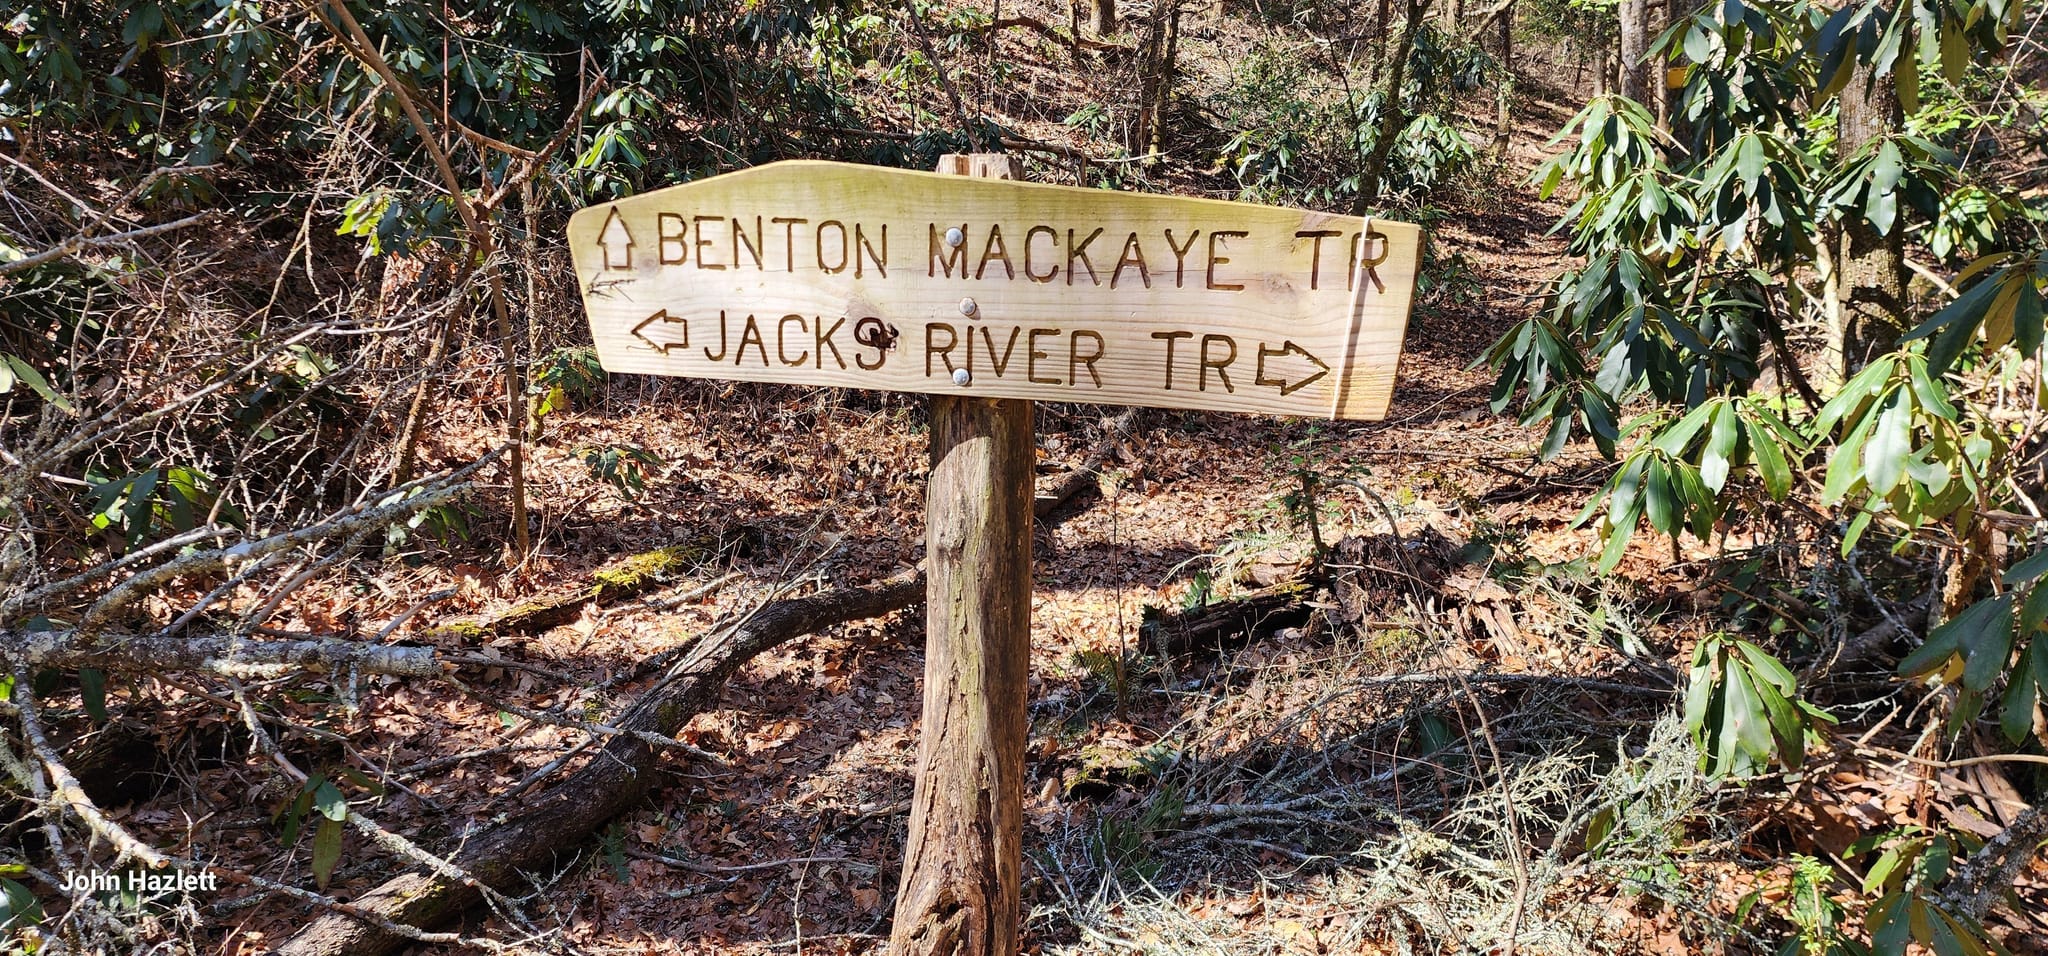 BENTON MACKAYE TR
JACKS RIVER TR
John Hazlett